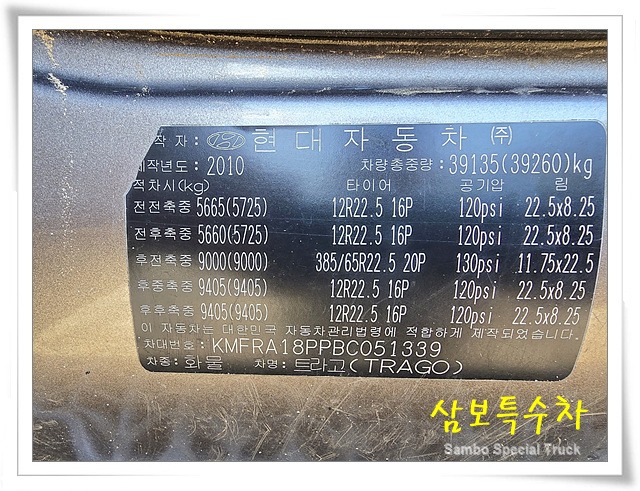 작 자 : 현 대 자 동 차 ㈜
제작년도 : 2010 차량총중량 : 39135(39260)kg
적차시(kg) 타이어 공기압 림
전전축중 5665(5725) 12R22.5 16P 120psi 22.5x8.25
전후축중 5660(5725) 12R22.5 16P 120psi 22.5x8.25
후전축중 9000(9000) 385/65R22.5 20P 130psi 11.75x22.5
후중축중 9405(9405) 12R22.5 16P 120psi 22.5x8.25
후후축중 9405(9405) 12R22.5 16P 120psi 22.5x8.25
이 자동차는 대한민국 자동차관리법령에 적합하게 제작되었음.
차대번호 : KMFRA18PPBC051339
차종 : 화 물 차명 : 트라고(TRAGO)
삼보특수차
Sambo Special Truck